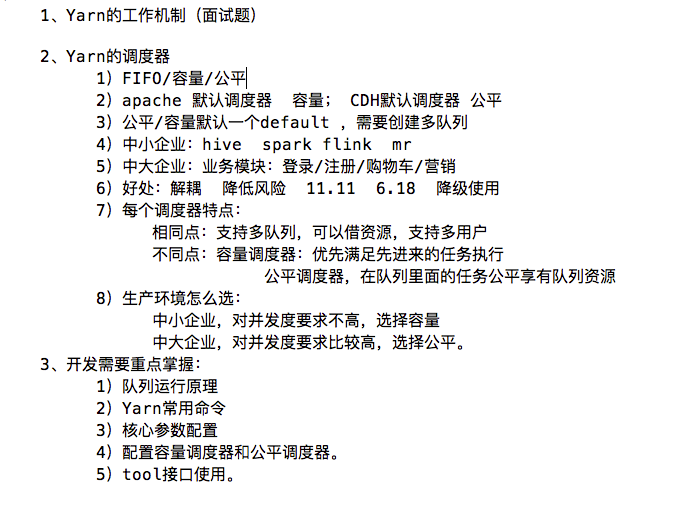 1、Yarn的工作机制（面试题）
2、Yarn的调度器
1）FIFO/容量/公平
2）apache 默认调度器  容量； CDH默认调度器 公平
3）公平/容量默认一个default ，需要创建多队列
4）中小企业：hive  spark flink  mr
5）中大企业：业务模块：登录/注册/购物车/营销
6）好处：解耦  降低风险  11.11  6.18  降级使用
7）每个调度器特点：
相同点：支持多队列，可以借资源，支持多用户
不同点：容量调度器：优先满足先进来的任务执行
公平调度器，在队列里面的任务公平享有队列资源
8）生产环境怎么选：
中小企业，对并发度要求不高，选择容量
中大企业，对并发度要求比较高，选择公平。
3、开发需要重点掌握：
1）队列运行原理
2）Yarn常用命令
3）核心参数配置
4）配置容量调度器和公平调度器。
5）tool接口使用。